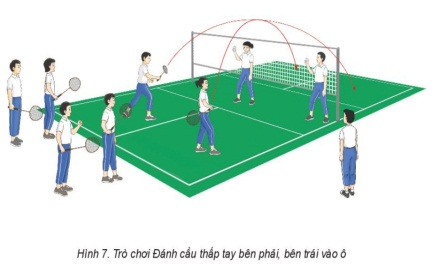 Hình 7. Trò chơi Đánh cầu thấp tay bên phải, bên trái vào ô